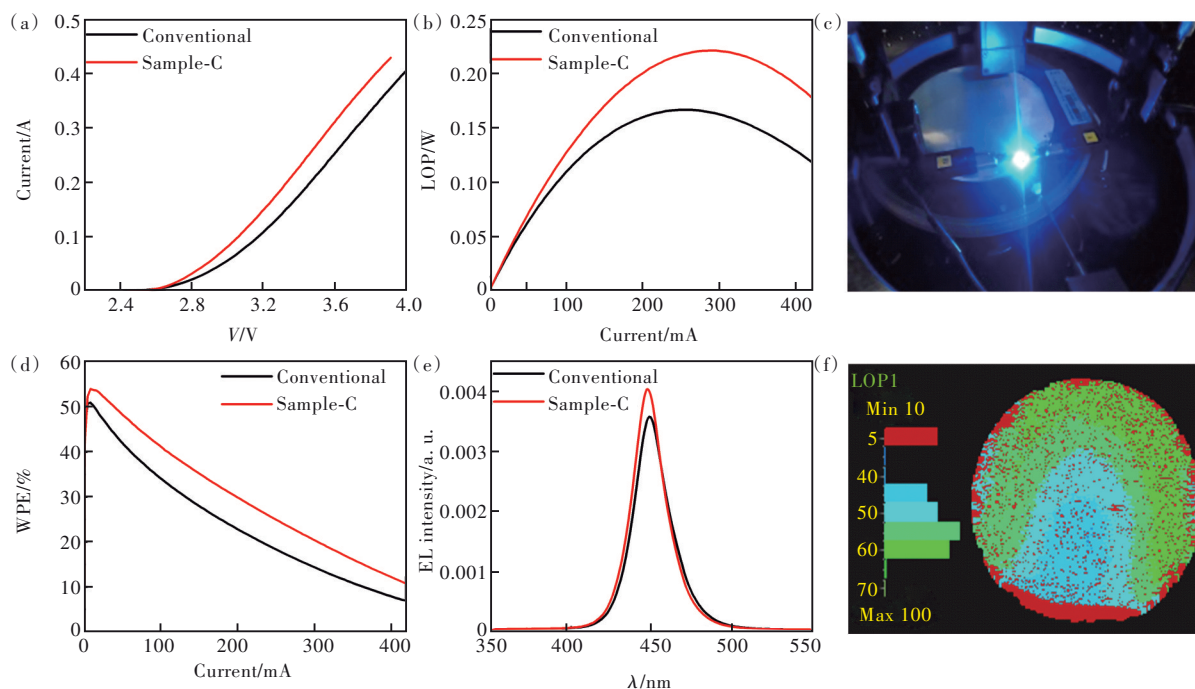 (a)
0.5
0.4
0.3
0.2
0.1
0
Current/A
Conventional
Sample-C
2.4
2.8
3.2
3.6
4.0
V/V
(b)
0.25
0.20
0.15
0.10
0.05
0.00
LOP/W
Conventional
Sample-C
0
100
200
300
400
Current/mA
(c)
(d)
60
50
40
30
20
10
0
WPE/%
Conventional
Sample-C
0
100
200
300
400
Current/mA
(e)
0.004
0.003
0.002
0.001
0
EL intensity/a. u.
Conventional
Sample-C
350
400
450
500
550
λ/nm
(f)
LOP1
Min 10
5
40
50
60
70
Max 100